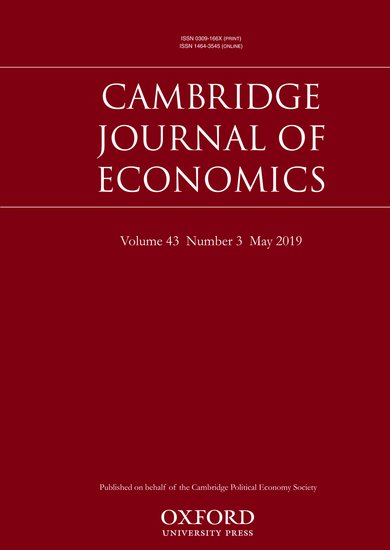 ISSN 0309-166X (PRINT)
ISSN 1464-3545 (ONLINE)
CAMBRIDGE
JOURNAL OF
ECONOMICS
Volume 43 Number 3 May 2019
Published on behalf of the Cambridge Political Economy Society
OXFORD
UNIVERSITY PRESS